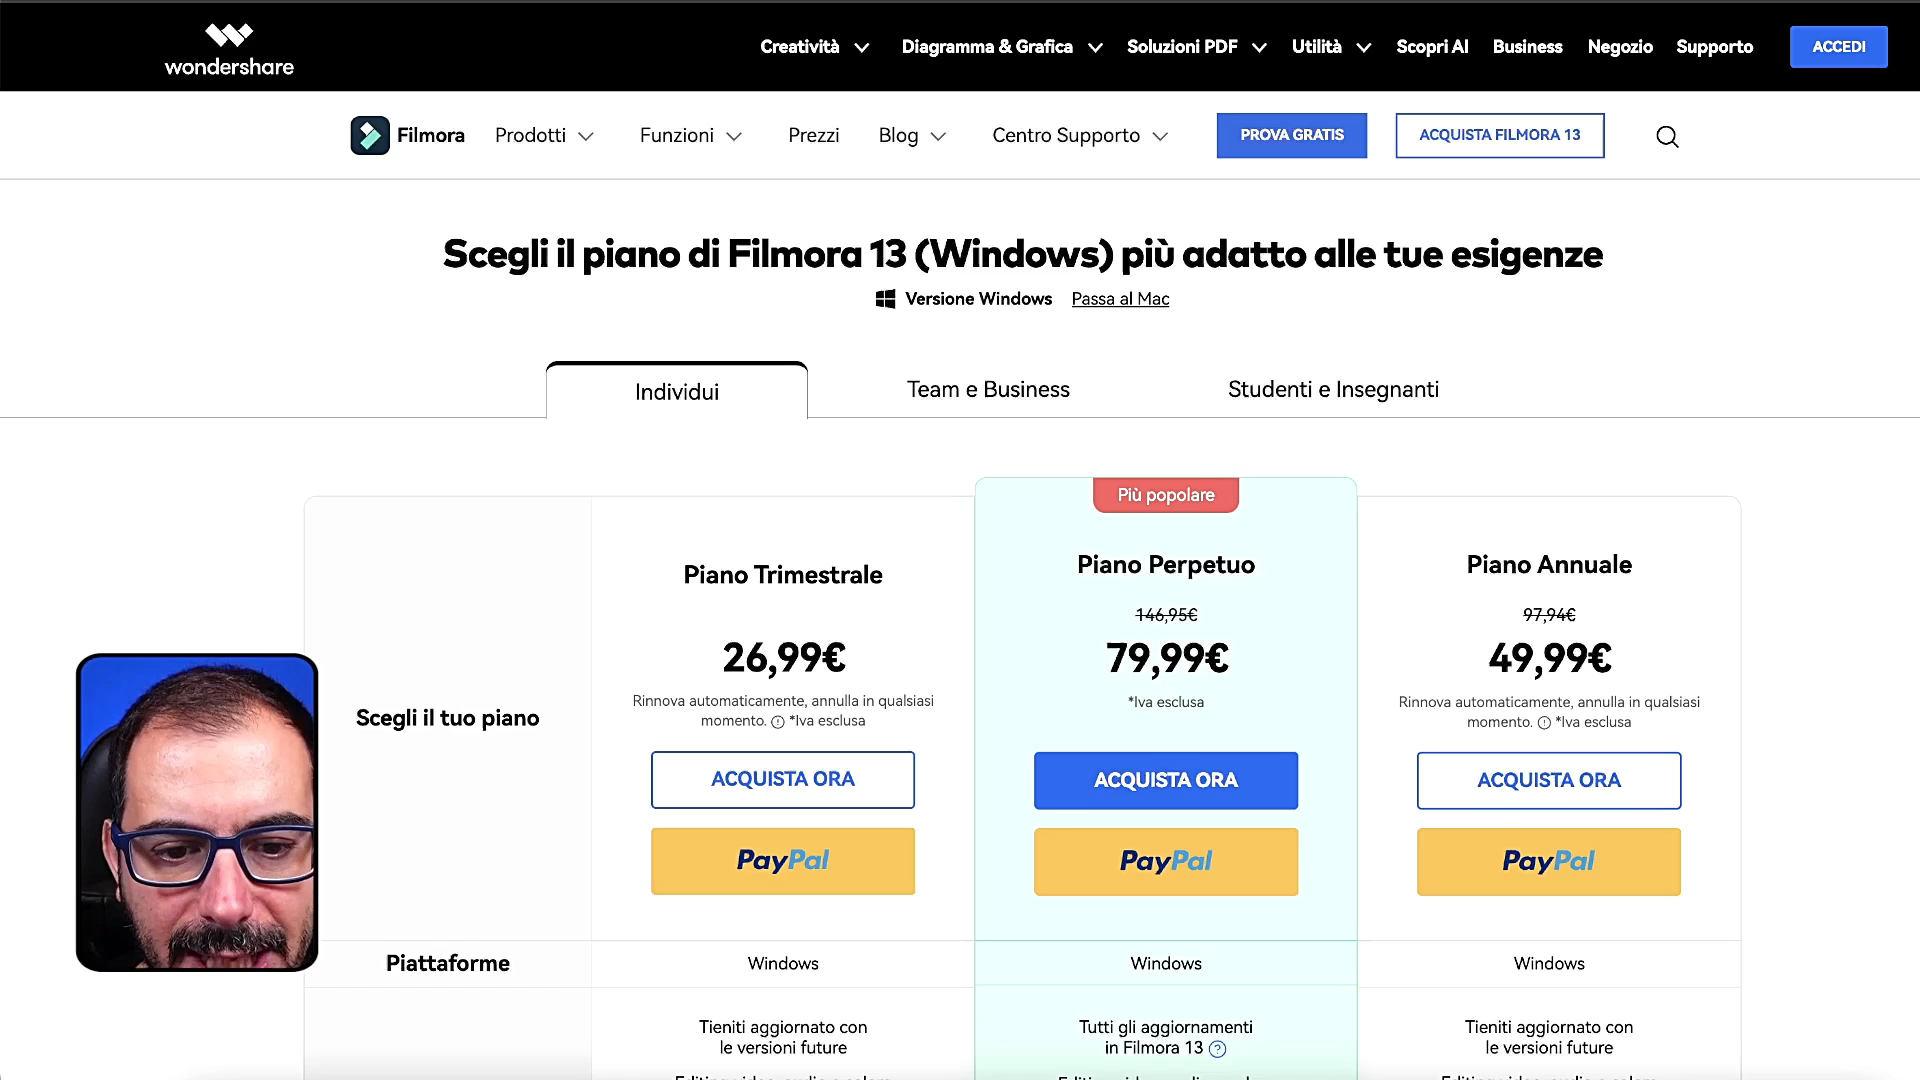 wondershare
Creatività
Diagramma & Grafica
Soluzioni PDF
Utilità
Scopri AI
Business
Negozio
Supporto
ACCEDI
Filmora
Prodotti
Funzioni
Prezzi
Blog
Centro Supporto
PROVA GRATIS
ACQUISTA FILMORA 13
Scegli il piano di Filmora 13 (Windows) più adatto alle tue esigenze
Versione Windows Passa al Mac
Individui
Team e Business
Studenti e Insegnanti
Scegli il tuo piano
Piano Trimestrale
26,99€
Rinnova automaticamente, annulla in qualsiasi
momento. *Iva esclusa
ACQUISTA ORA
PayPal
Più popolare
Piano Perpetuo
146,95€
79,99€
*Iva esclusa
ACQUISTA ORA
PayPal
Piano Annuale
97,94€
49,99€
Rinnova automaticamente, annulla in qualsiasi
momento. *Iva esclusa
ACQUISTA ORA
PayPal
Piattaforme
Windows
Windows
Windows
Tieniti aggiornato con
le versioni future
Tutti gli aggiornamenti
in Filmora 13
Tieniti aggiornato con
le versioni future